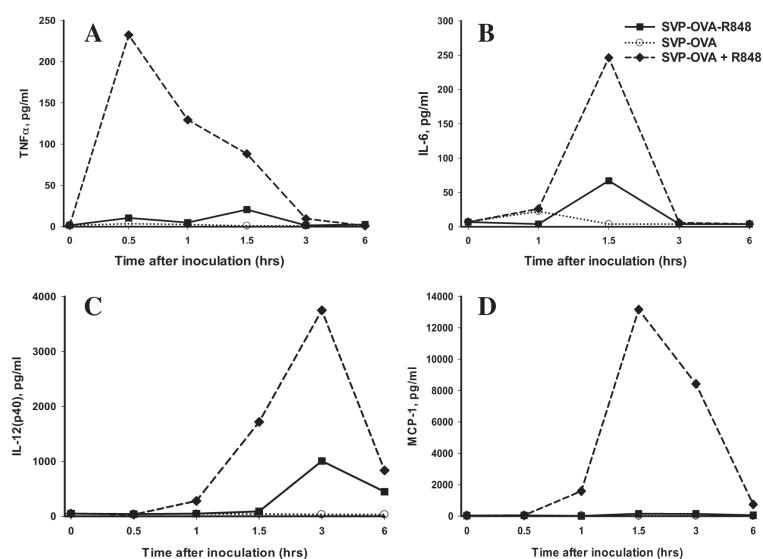 A
TNFα, pg/ml
250
200
150
100
50
0
0 0.5 1 1.5 3 6
Time after inoculation (hrs)
B
SVP-OVA-R848
SVP-OVA
SVP-OVA + R848
IL-6, pg/ml
300
250
200
150
100
50
0
0 1 1.5 3 6
Time after inoculation (hrs)
C
IL-12(p40), pg/ml
4000
3000
2000
1000
0
0 0.5 1 1.5 3 6
Time after inoculation (hrs)
D
MCP-1, pg/ml
14000
12000
10000
8000
6000
4000
2000
0
0 0.5 1 1.5 3 6
Time after inoculation (hrs)